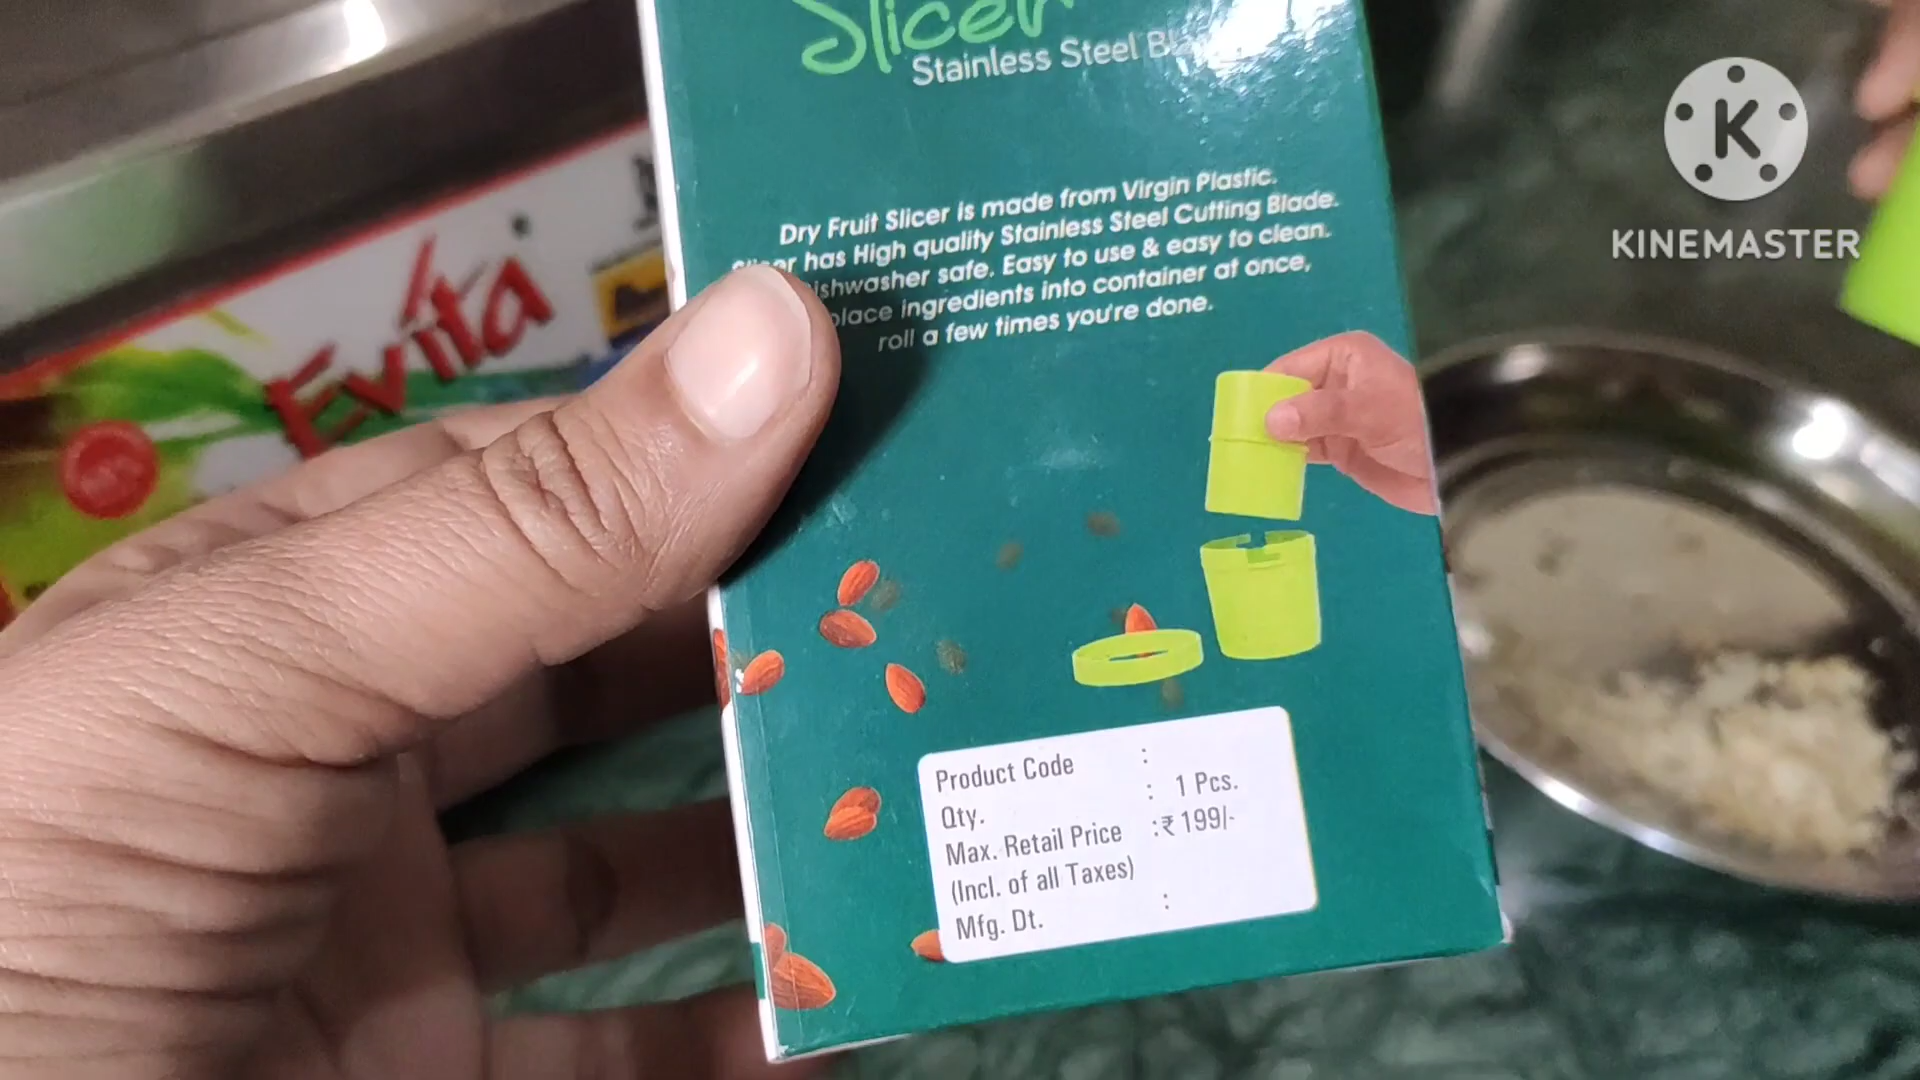 Slicer
Stainless Steel
Dry Fruit Slicer is made from Virgin Plastic.
has High quality Stainless Steel Cutting Blade.
ishwasher safe. Easy to use & easy to clean.
place ingredients into container at once,
roll a few times you're done.
Product Code :
Qty. : 1 Pcs.
Max. Retail Price :₹ 199/-
(Incl. of all Taxes)
Mfg. Dt. :
Evita
K
KINEMASTER